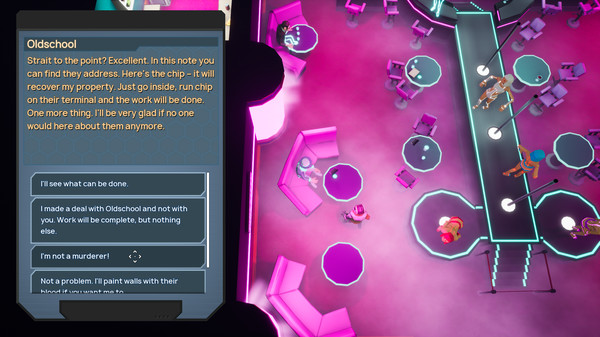 Oldschool
Strait to the point? Excellent. In this note you
can find they address. Here's the chip – it will
recover my property. Just go inside, run chip
on their terminal and the work will be done.
One more thing. I'll be very glad if no one
would here about them anymore.
I'll see what can be done.
I made a deal with Oldschool and not with
you. Work will be complete, but nothing
else.
I'm not a murderer!
Not a problem. I'll paint walls with their
blood if you want me to